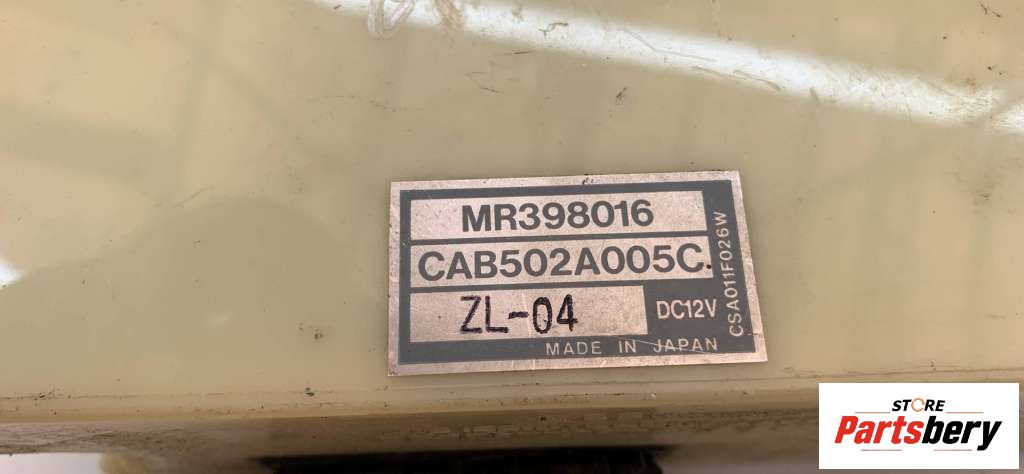 MR398016
CAB502A005C.
ZL-04
DC12V
MADE IN JAPAN
CSA011F026W
STORE
Partsbery